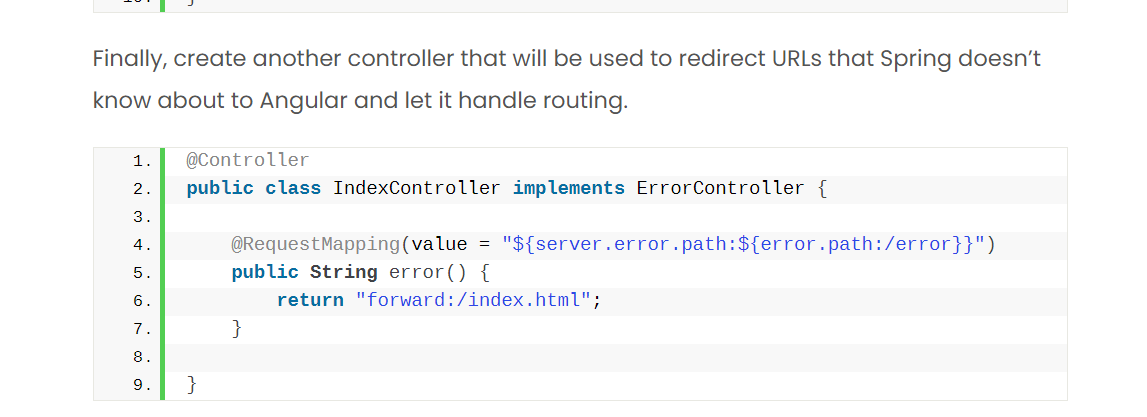 Finally, create another controller that will be used to redirect URLs that Spring doesn’t
know about to Angular and let it handle routing.
1. @Controller
2. public class IndexController implements ErrorController {
3.
4. @RequestMapping(value = "${server.error.path:${error.path:/error}}")
5. public String error() {
6. return "forward:/index.html";
7. }
8.
9. }